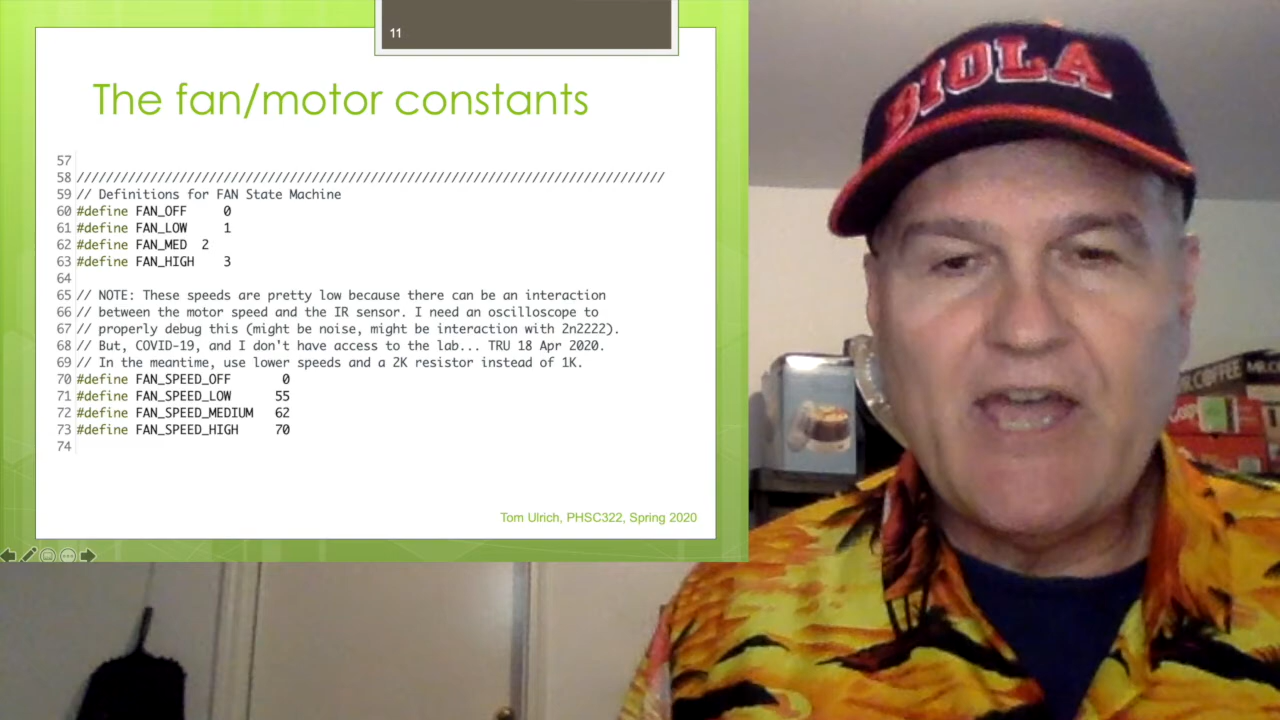 11
The fan/motor constants
57
58 ////////////////////////////////////////////////////////////////////////////////
59 // Definitions for FAN State Machine
60 #define FAN_OFF 0
61 #define FAN_LOW 1
62 #define FAN_MED 2
63 #define FAN_HIGH 3
64
65 // NOTE: These speeds are pretty low because there can be an interaction
66 // between the motor speed and the IR sensor. I need an oscilloscope to
67 // properly debug this (might be noise, might be interaction with 2n2222).
68 // But, COVID-19, and I don't have access to the lab... TRU 18 Apr 2020.
69 // In the meantime, use lower speeds and a 2K resistor instead of 1K.
70 #define FAN_SPEED_OFF 0
71 #define FAN_SPEED_LOW 55
72 #define FAN_SPEED_MEDIUM 62
73 #define FAN_SPEED_HIGH 70
74
Tom Ulrich, PHSC322, Spring 2020
BIOLA
MR.COFFEE